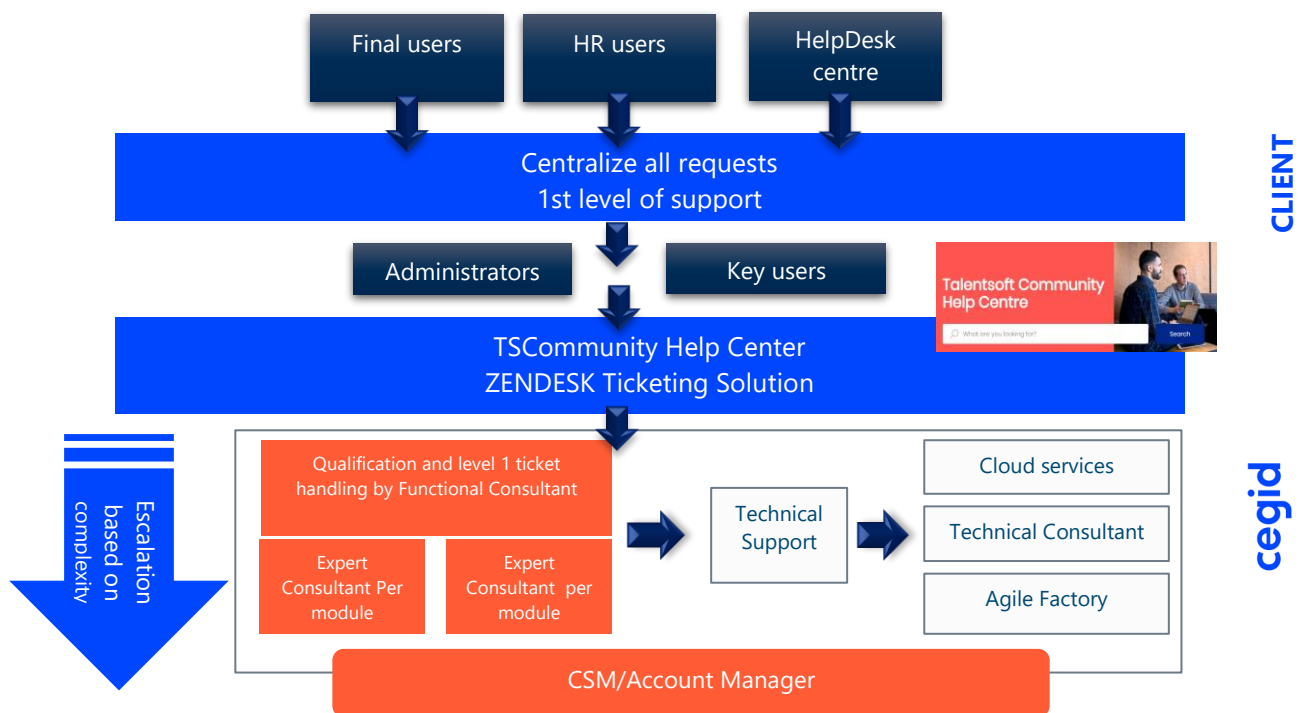 Final users
HR users
HelpDesk
centre
Centralize all requests
1st level of support
CLIENT
Administrators
Key users
Talentsoft Community
Help Centre
What are you looking for?
Search
TSCommunity Help Center
ZENDESK Ticketing Solution
Escalation
based on
complexity
Qualification and level 1 ticket
handling by Functional Consultant
Expert
Consultant Per
module
Expert
Consultant per
module
Technical
Support
Cloud services
Technical Consultant
Agile Factory
cegid
CSM/Account Manager